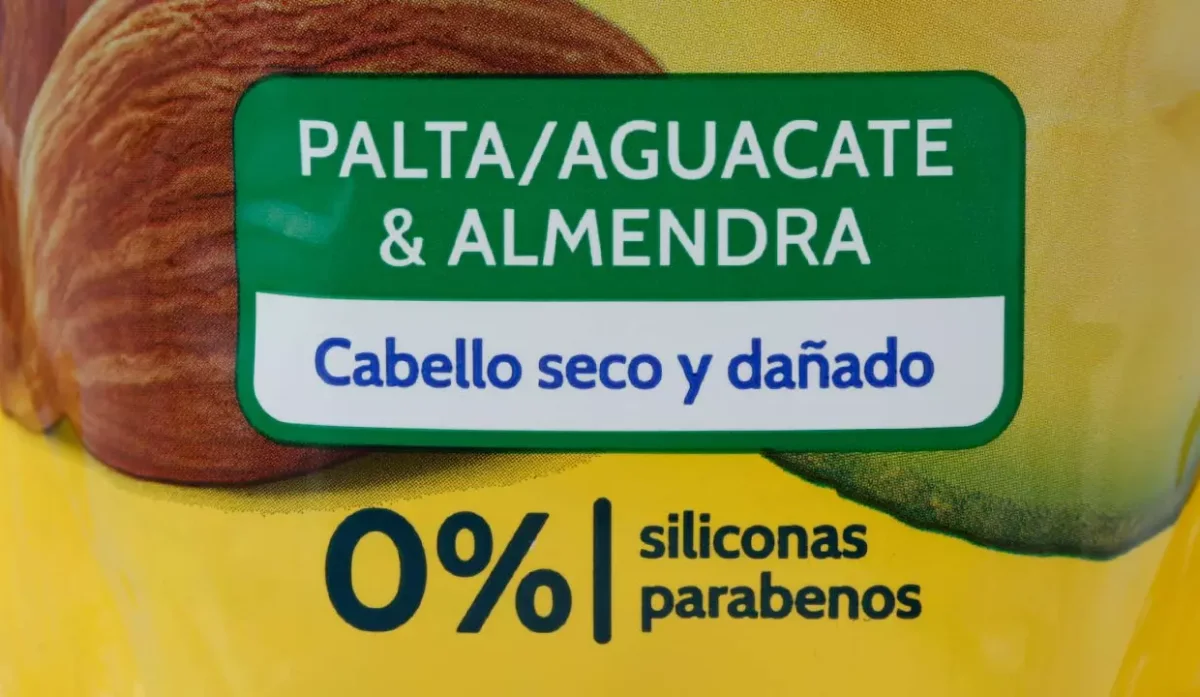 PALTA/AGUACATE
& ALMENDRA
Cabello seco y dañado
0%
siliconas
parabenos